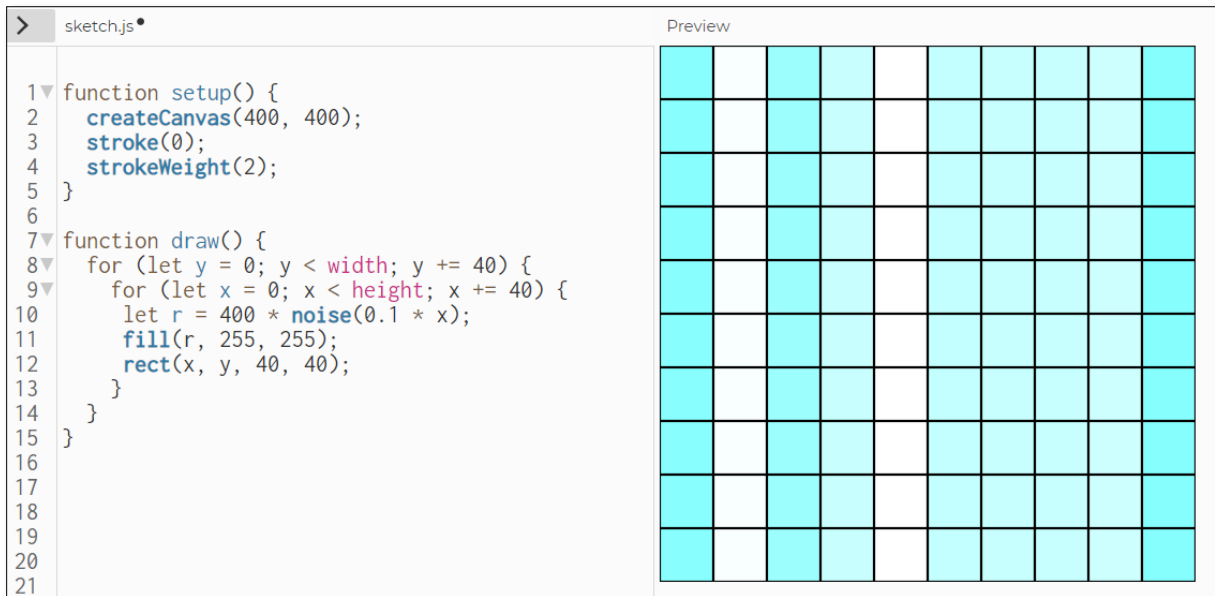 sketch.js●
Preview
1 function setup() {
2 createCanvas(400, 400);
3 stroke(0);
4 strokeWeight(2);
5 }
6
7 function draw() {
8 for (let y = 0; y < width; y += 40) {
9 for (let x = 0; x < height; x += 40) {
10 let r = 400 * noise(0.1 * x);
11 fill(r, 255, 255);
12 rect(x, y, 40, 40);
13 }
14 }
15 }
16
17
18
19
20
21